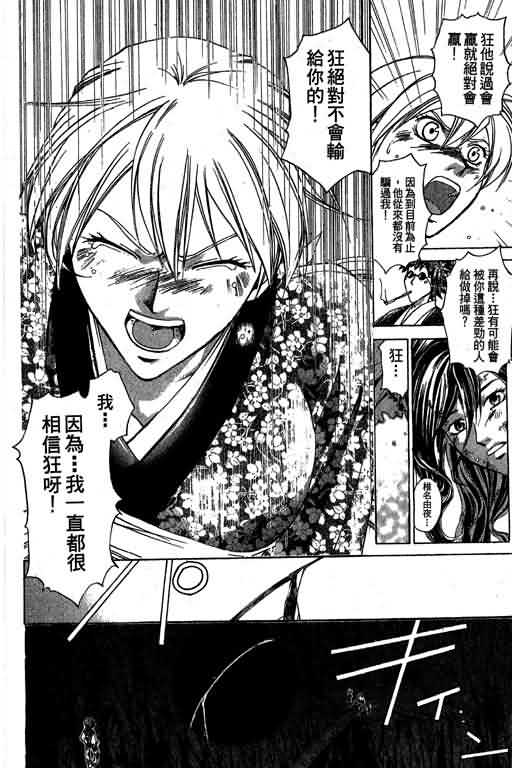 狂他說過會
贏就絕對會
贏！
因為到目前為止
，他從來都沒有
騙過我！
再說…狂有可能會
被你這種差勁的人
給做掉嗎？
狂…
椎名由夜…
狂絕對不會輸
給你的！
我…
因為…我一直都很
相信狂呀！